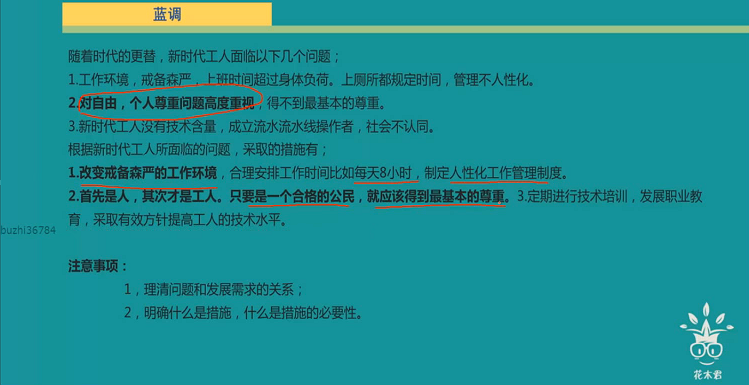 蓝调
随着时代的更替，新时代工人面临以下几个问题；
1.工作环境，戒备森严，上班时间超过身体负荷。上厕所都规定时间，管理不人性化。
2.对自由，个人尊重问题高度重视，得不到最基本的尊重。
3.新时代工人没有技术含量，成立流水流水线操作者，社会不认同。
根据新时代工人所面临的问题，采取的措施有；
1.改变戒备森严的工作环境，合理安排工作时间比如每天8小时，制定人性化工作管理制度。
2.首先是人，其次才是工人。只要是一个合格的公民，就应该得到最基本的尊重。3.定期进行技术培训，发展职业教
育，采取有效方针提高工人的技术水平。
buzhi36784
注意事项：
1，理清问题和发展需求的关系；
2，明确什么是措施，什么是措施的必要性。
花木君